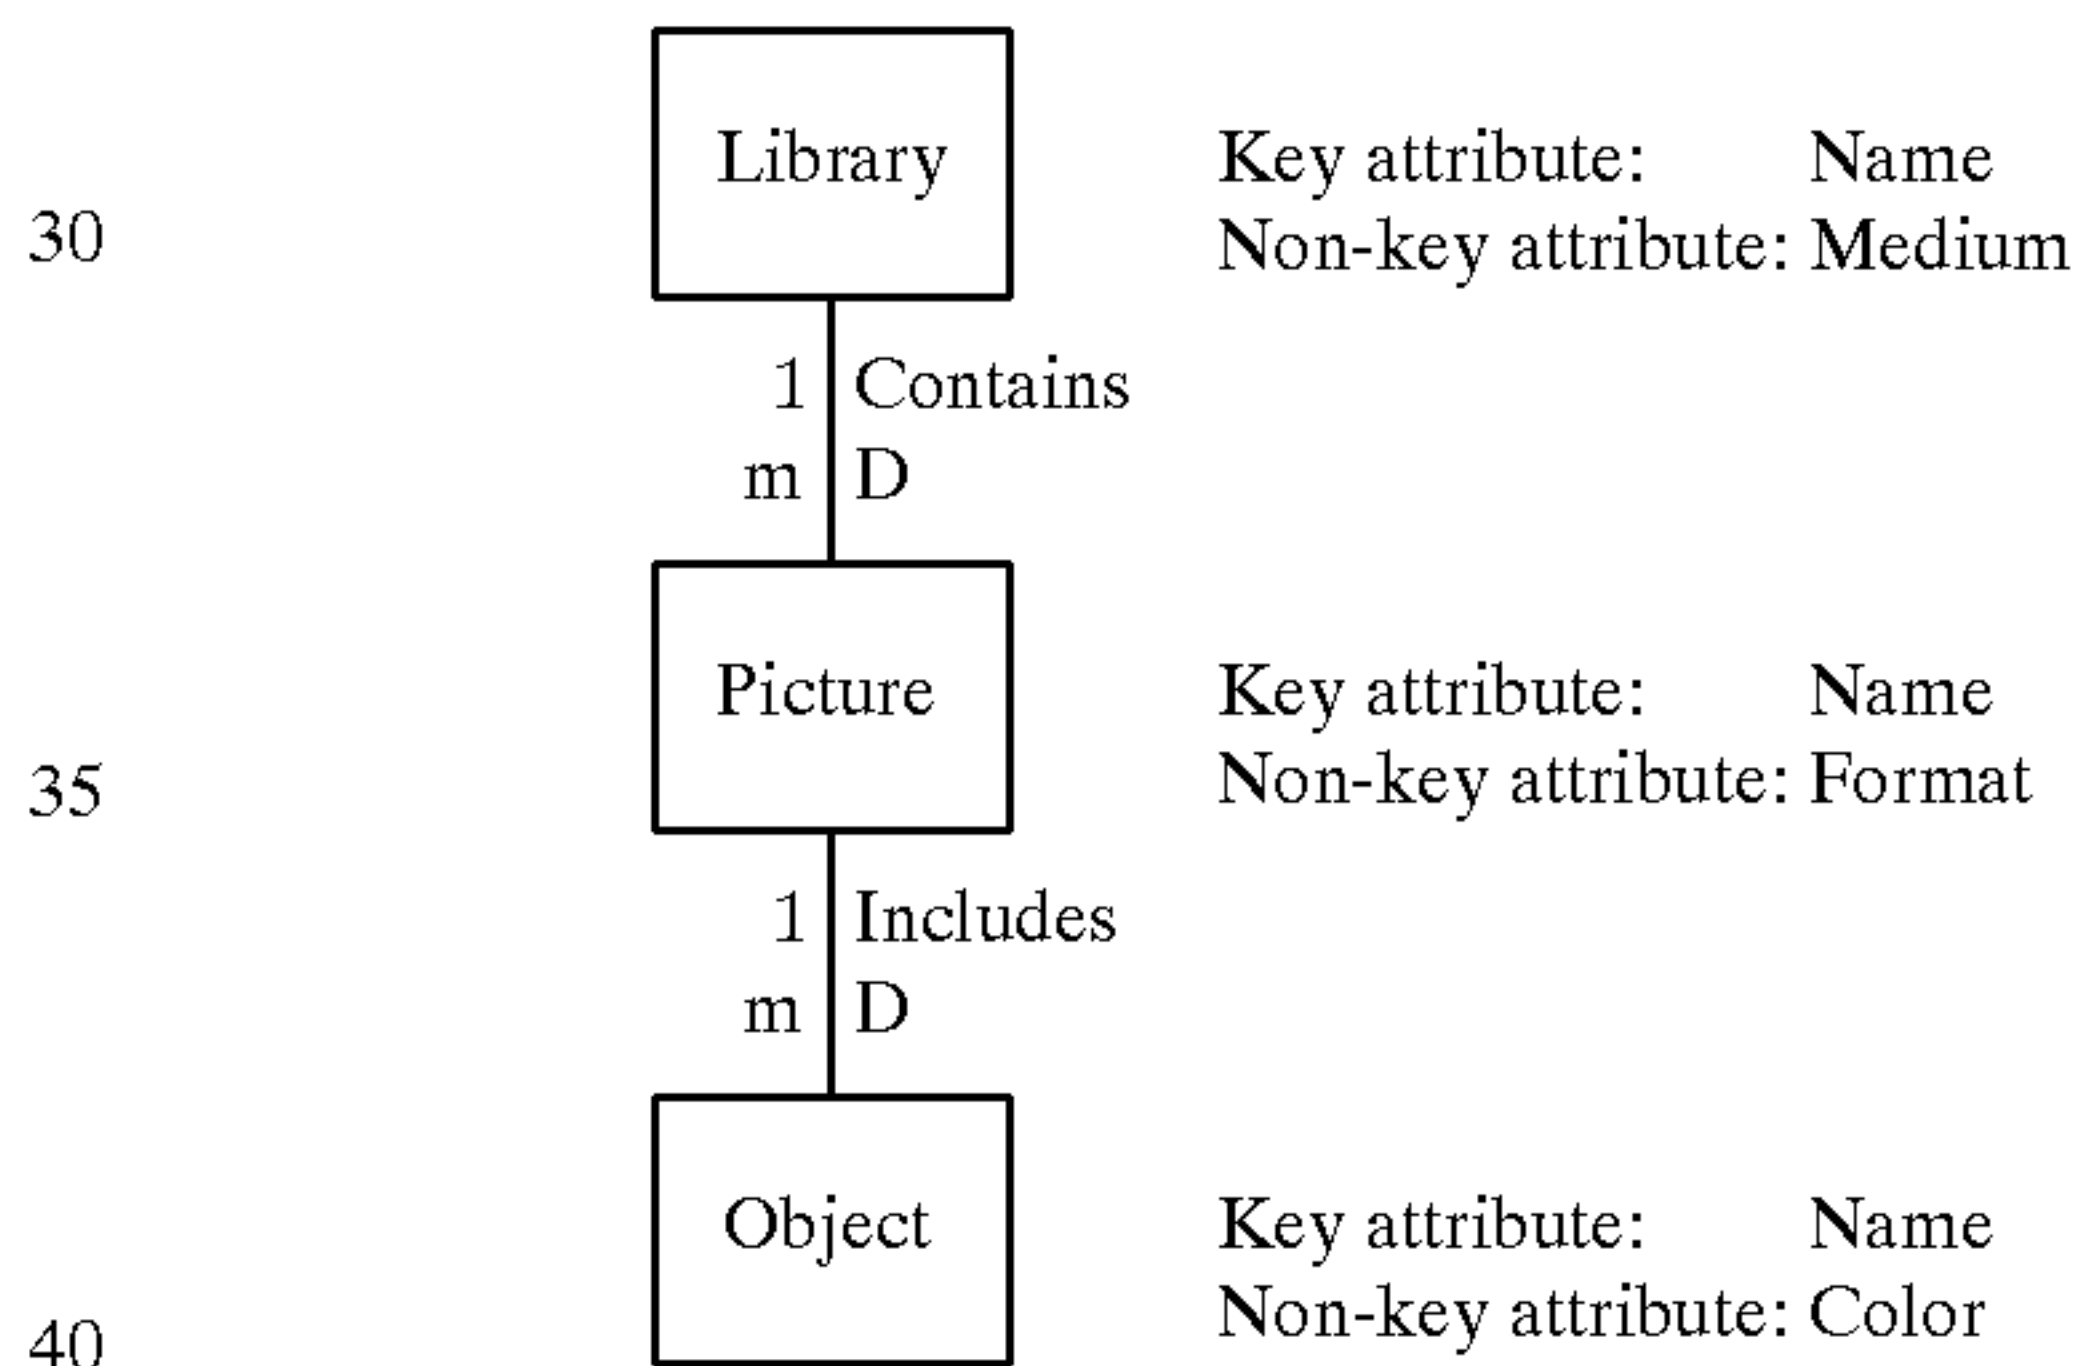 Library Key attribute: Name
30 Non-key attribute: Medium
1 Contains
m D
Picture Key attribute: Name
35 Non-key attribute: Format
1 Includes
m D
Object Key attribute: Name
40 Non-key attribute: Color